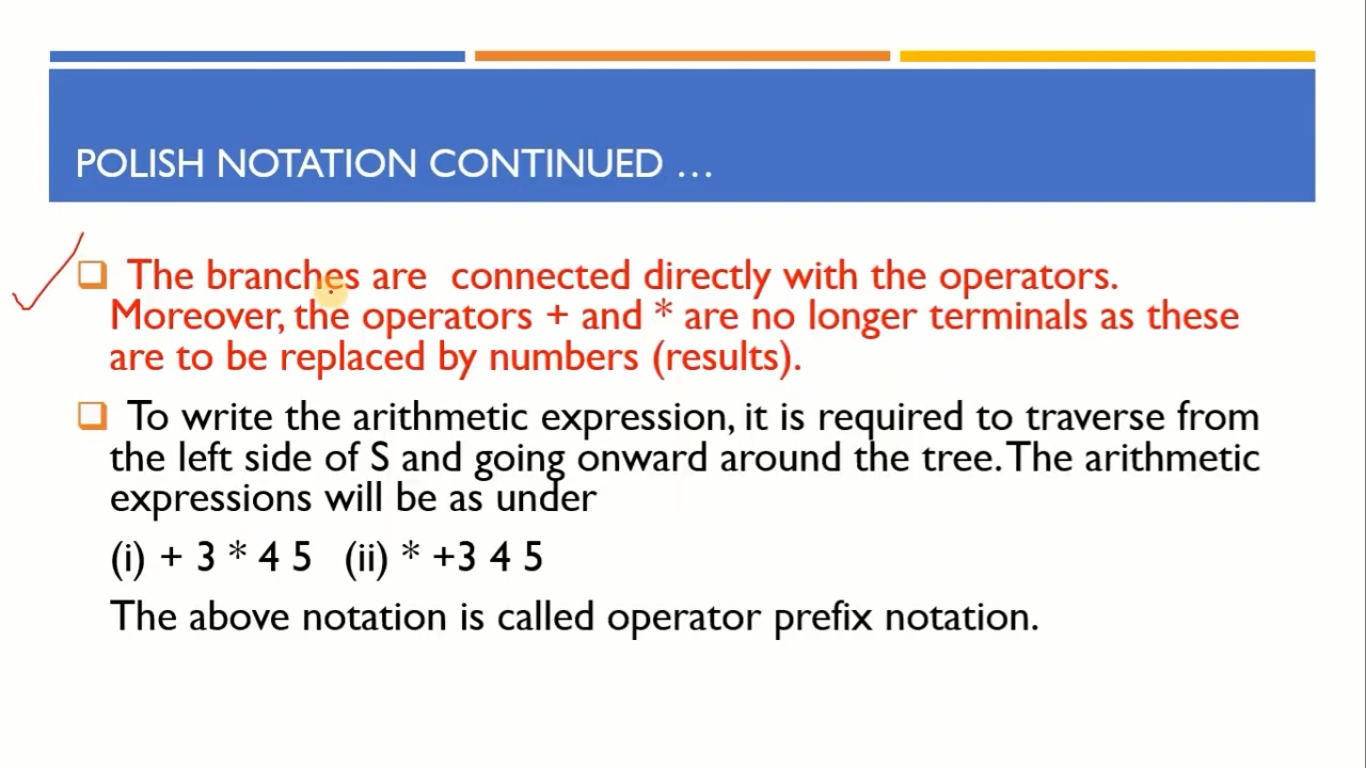 POLISH NOTATION CONTINUED ...
The branches are connected directly with the operators.
Moreover, the operators + and * are no longer terminals as these
are to be replaced by numbers (results).
To write the arithmetic expression, it is required to traverse from
the left side of S and going onward around the tree. The arithmetic
expressions will be as under
(i) + 3 * 4 5 (ii) * +3 4 5
The above notation is called operator prefix notation.